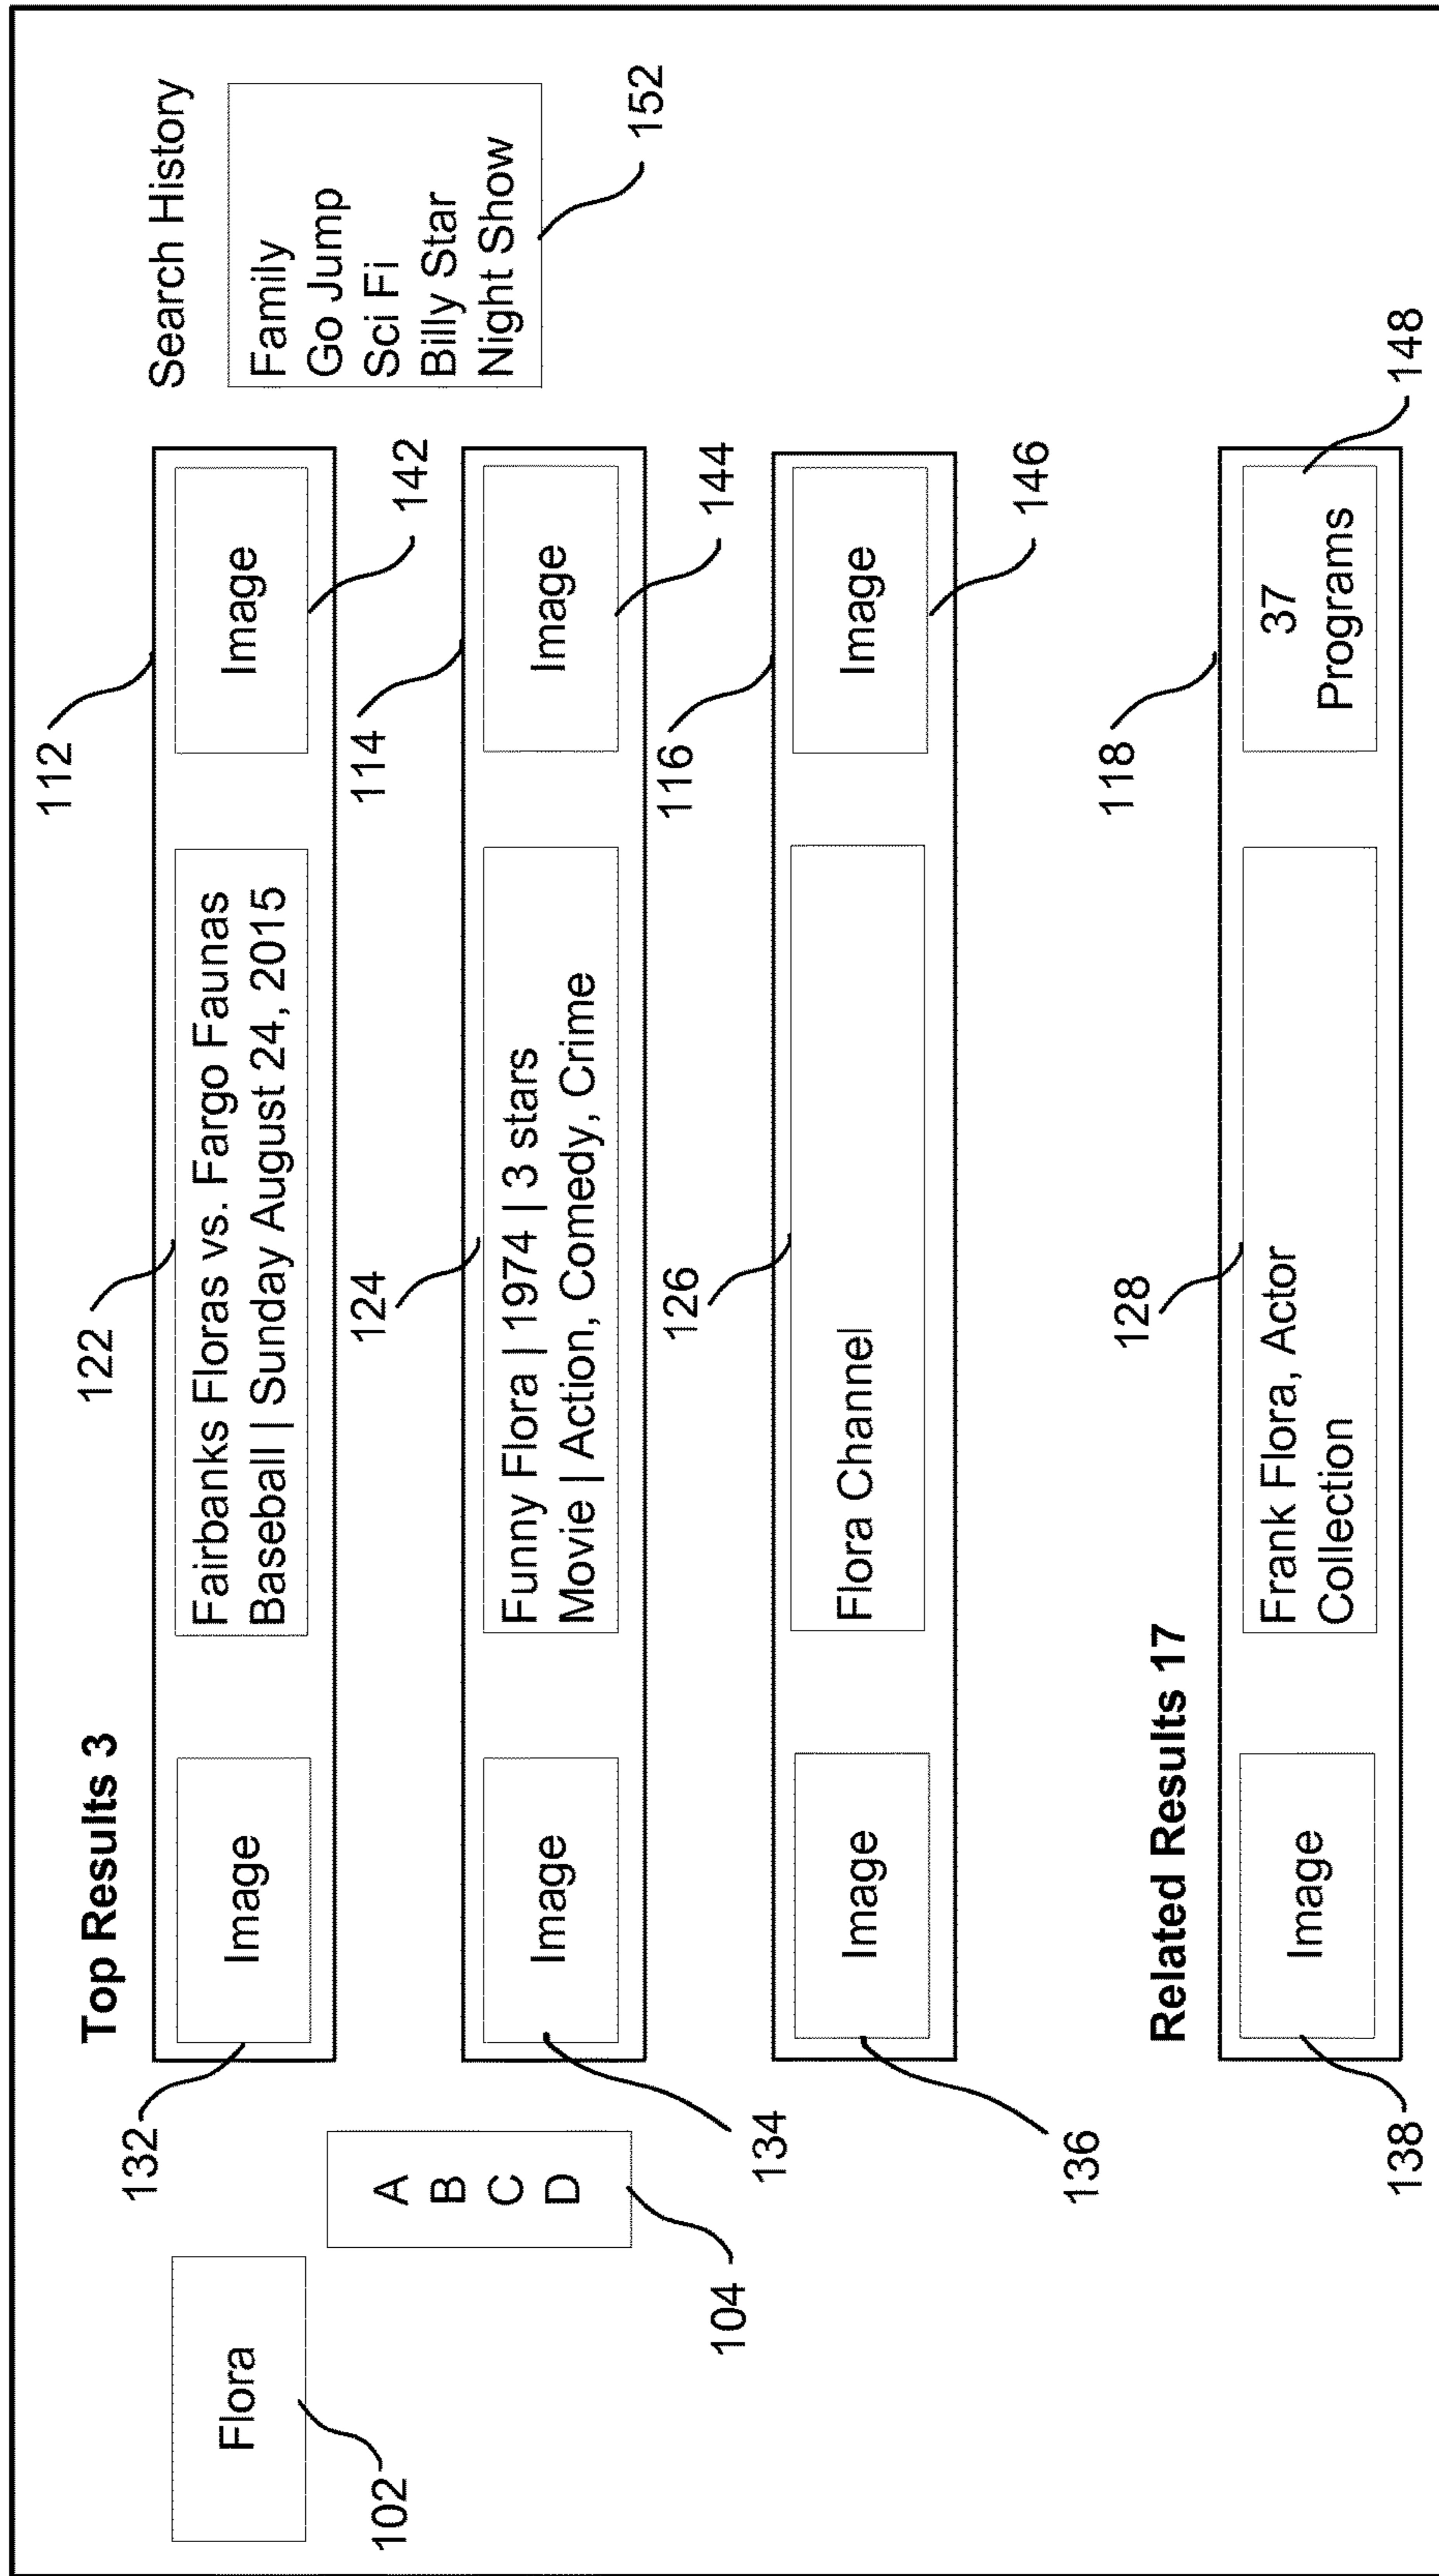 Flora
102
A
B
C
D
104
Top Results 3
112
132
Image
122
Fairbanks Floras vs. Fargo Faunas
Baseball | Sunday August 24, 2015
Image
142
114
134
Image
124
Funny Flora | 1974 | 3 stars
Movie | Action, Comedy, Crime
Image
144
116
136
Image
126
Flora Channel
Image
146
Related Results 17
118
138
Image
128
Frank Flora, Actor
Collection
37
Programs
148
Search History
Family
Go Jump
Sci Fi
Billy Star
Night Show
152